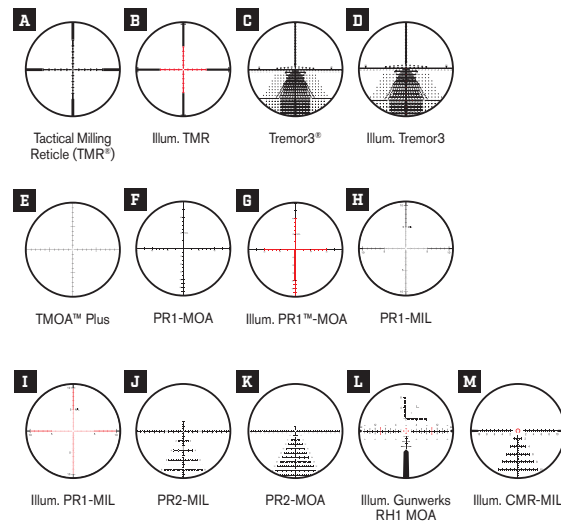 A
B
C
D
Tactical Milling
Reticle (TMR®)
Illum. TMR
Tremor3®
Illum. Tremor3
E
F
G
H
TMOA™ Plus
PR1-MOA
Illum. PR1™-MOA
PR1-MIL
I
J
K
L
M
Illum. PR1-MIL
PR2-MIL
PR2-MOA
Illum. Gunwerks
RH1 MOA
Illum. CMR-MIL